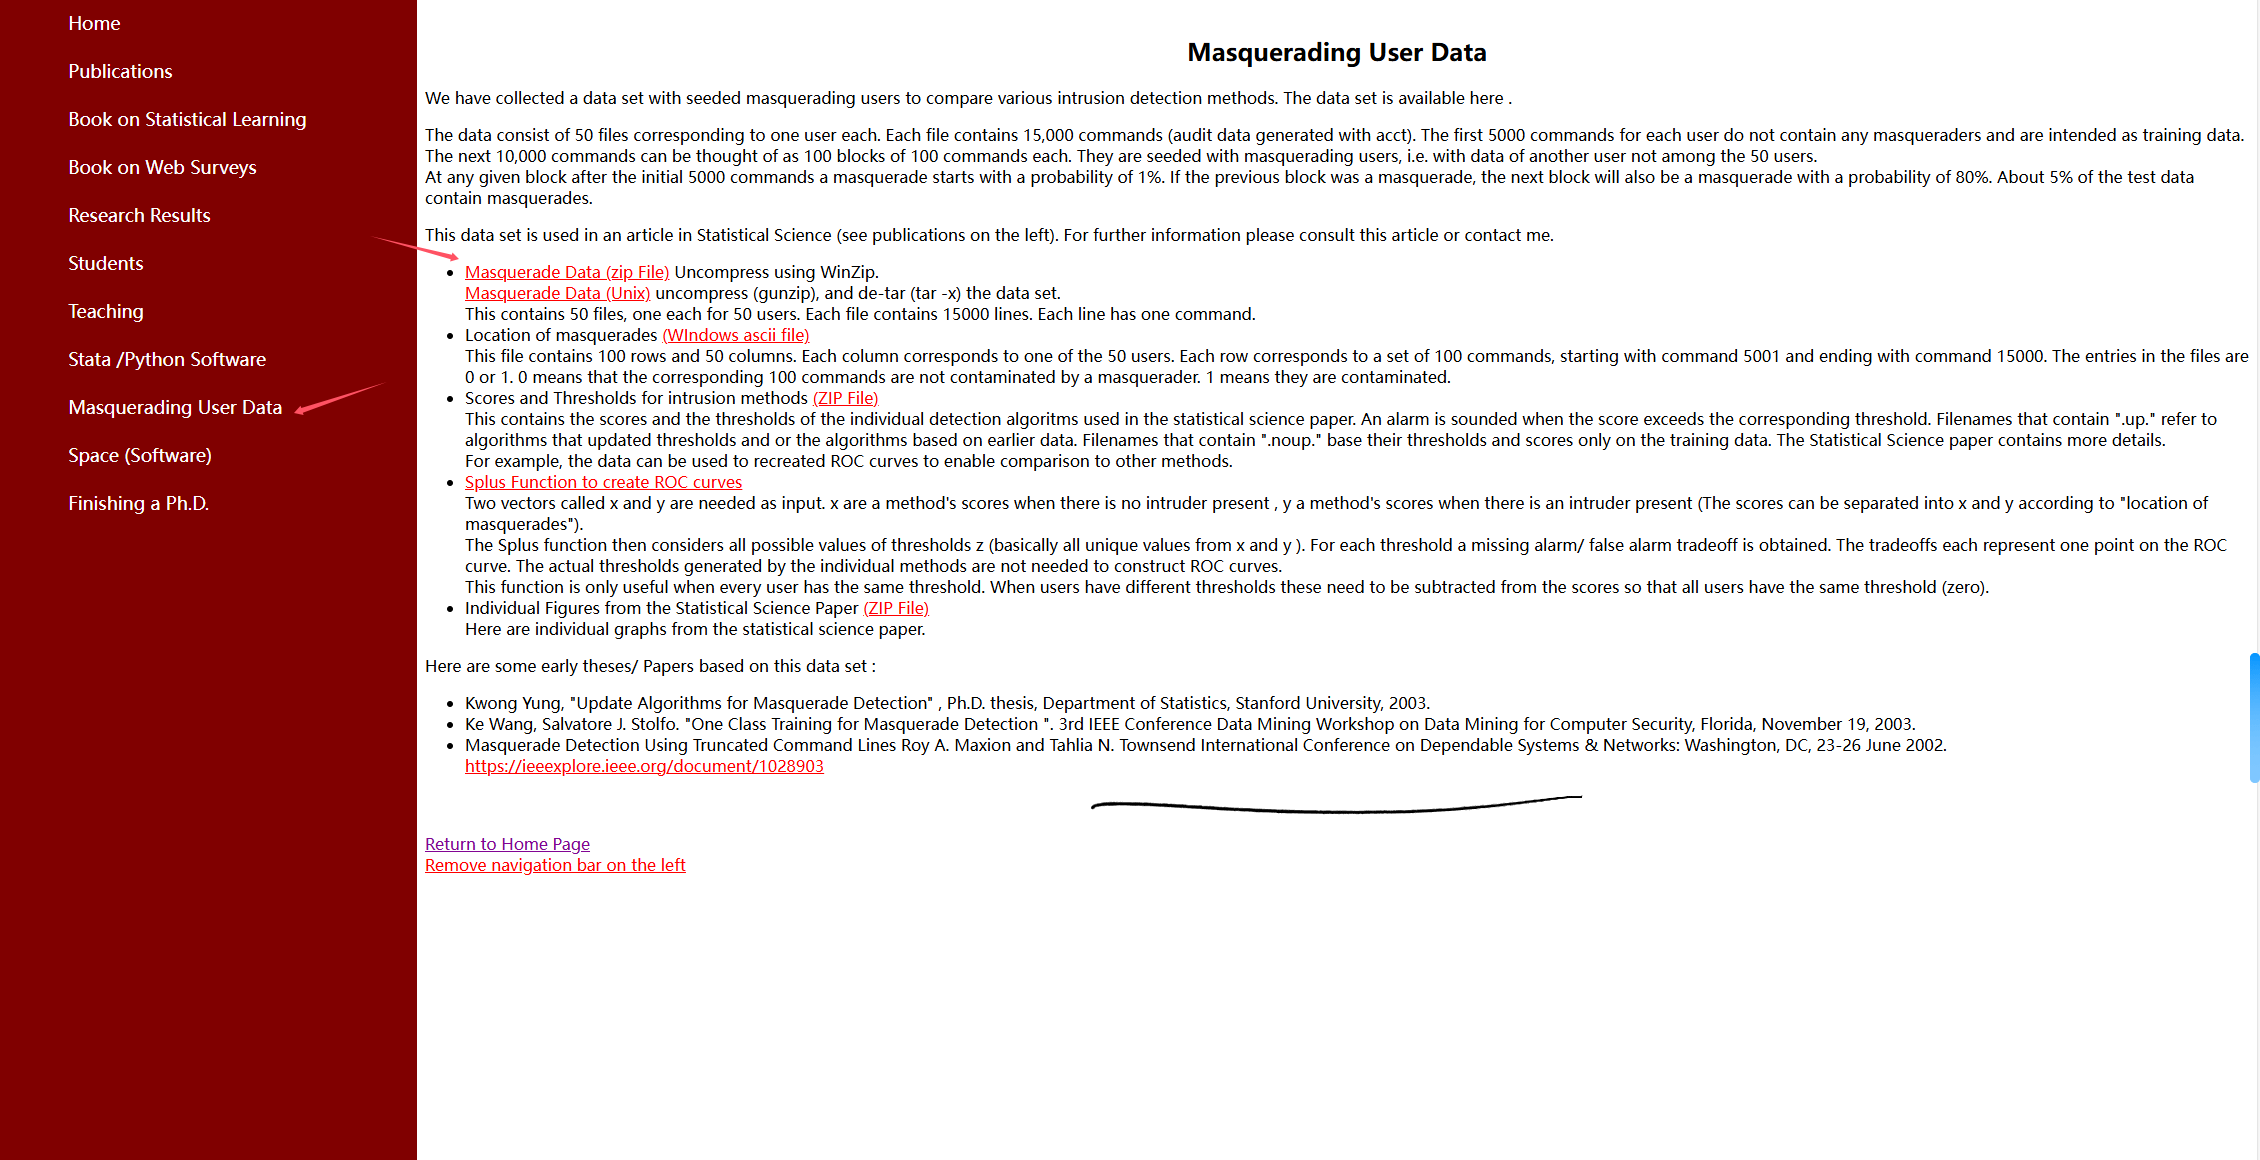 Home
Publications
Book on Statistical Learning
Book on Web Surveys
Research Results
Students
Teaching
Stata /Python Software
Masquerading User Data
Space (Software)
Finishing a Ph.D.
Masquerading User Data
We have collected a data set with seeded masquerading users to compare various intrusion detection methods. The data set is available here .
The data consist of 50 files corresponding to one user each. Each file contains 15,000 commands (audit data generated with acct). The first 5000 commands for each user do not contain any masqueraders and are intended as training data.
The next 10,000 commands can be thought of as 100 blocks of 100 commands each. They are seeded with masquerading users, i.e. with data of another user not among the 50 users.
At any given block after the initial 5000 commands a masquerade starts with a probability of 1%. If the previous block was a masquerade, the next block will also be a masquerade with a probability of 80%. About 5% of the test data
contain masquerades.
This data set is used in an article in Statistical Science (see publications on the left). For further information please consult this article or contact me.
• Masquerade Data (zip File) Uncompress using WinZip.
Masquerade Data (Unix) uncompress (gunzip), and de-tar (tar -x) the data set.
This contains 50 files, one each for 50 users. Each file contains 15000 lines. Each line has one command.
• Location of masquerades (WIndows ascii file)
This file contains 100 rows and 50 columns. Each column corresponds to one of the 50 users. Each row corresponds to a set of 100 commands, starting with command 5001 and ending with command 15000. The entries in the files are
0 or 1. 0 means that the corresponding 100 commands are not contaminated by a masquerader. 1 means they are contaminated.
• Scores and Thresholds for intrusion methods (ZIP File)
This contains the scores and the thresholds of the individual detection algoritms used in the statistical science paper. An alarm is sounded when the score exceeds the corresponding threshold. Filenames that contain ".up." refer to
algorithms that updated thresholds and or the algorithms based on earlier data. Filenames that contain ".noup." base their thresholds and scores only on the training data. The Statistical Science paper contains more details.
For example, the data can be used to recreated ROC curves to enable comparison to other methods.
• Splus Function to create ROC curves
Two vectors called x and y are needed as input. x are a method's scores when there is no intruder present , y a method's scores when there is an intruder present (The scores can be separated into x and y according to "location of
masquerades").
The Splus function then considers all possible values of thresholds z (basically all unique values from x and y ). For each threshold a missing alarm/ false alarm tradeoff is obtained. The tradeoffs each represent one point on the ROC
curve. The actual thresholds generated by the individual methods are not needed to construct ROC curves.
This function is only useful when every user has the same threshold. When users have different thresholds these need to be subtracted from the scores so that all users have the same threshold (zero).
• Individual Figures from the Statistical Science Paper (ZIP File)
Here are individual graphs from the statistical science paper.
Here are some early theses/ Papers based on this data set :
• Kwong Yung, "Update Algorithms for Masquerade Detection" , Ph.D. thesis, Department of Statistics, Stanford University, 2003.
• Ke Wang, Salvatore J. Stolfo. "One Class Training for Masquerade Detection ". 3rd IEEE Conference Data Mining Workshop on Data Mining for Computer Security, Florida, November 19, 2003.
• Masquerade Detection Using Truncated Command Lines Roy A. Maxion and Tahlia N. Townsend International Conference on Dependable Systems & Networks: Washington, DC, 23-26 June 2002.
https://ieeexplore.ieee.org/document/1028903
Return to Home Page
Remove navigation bar on the left